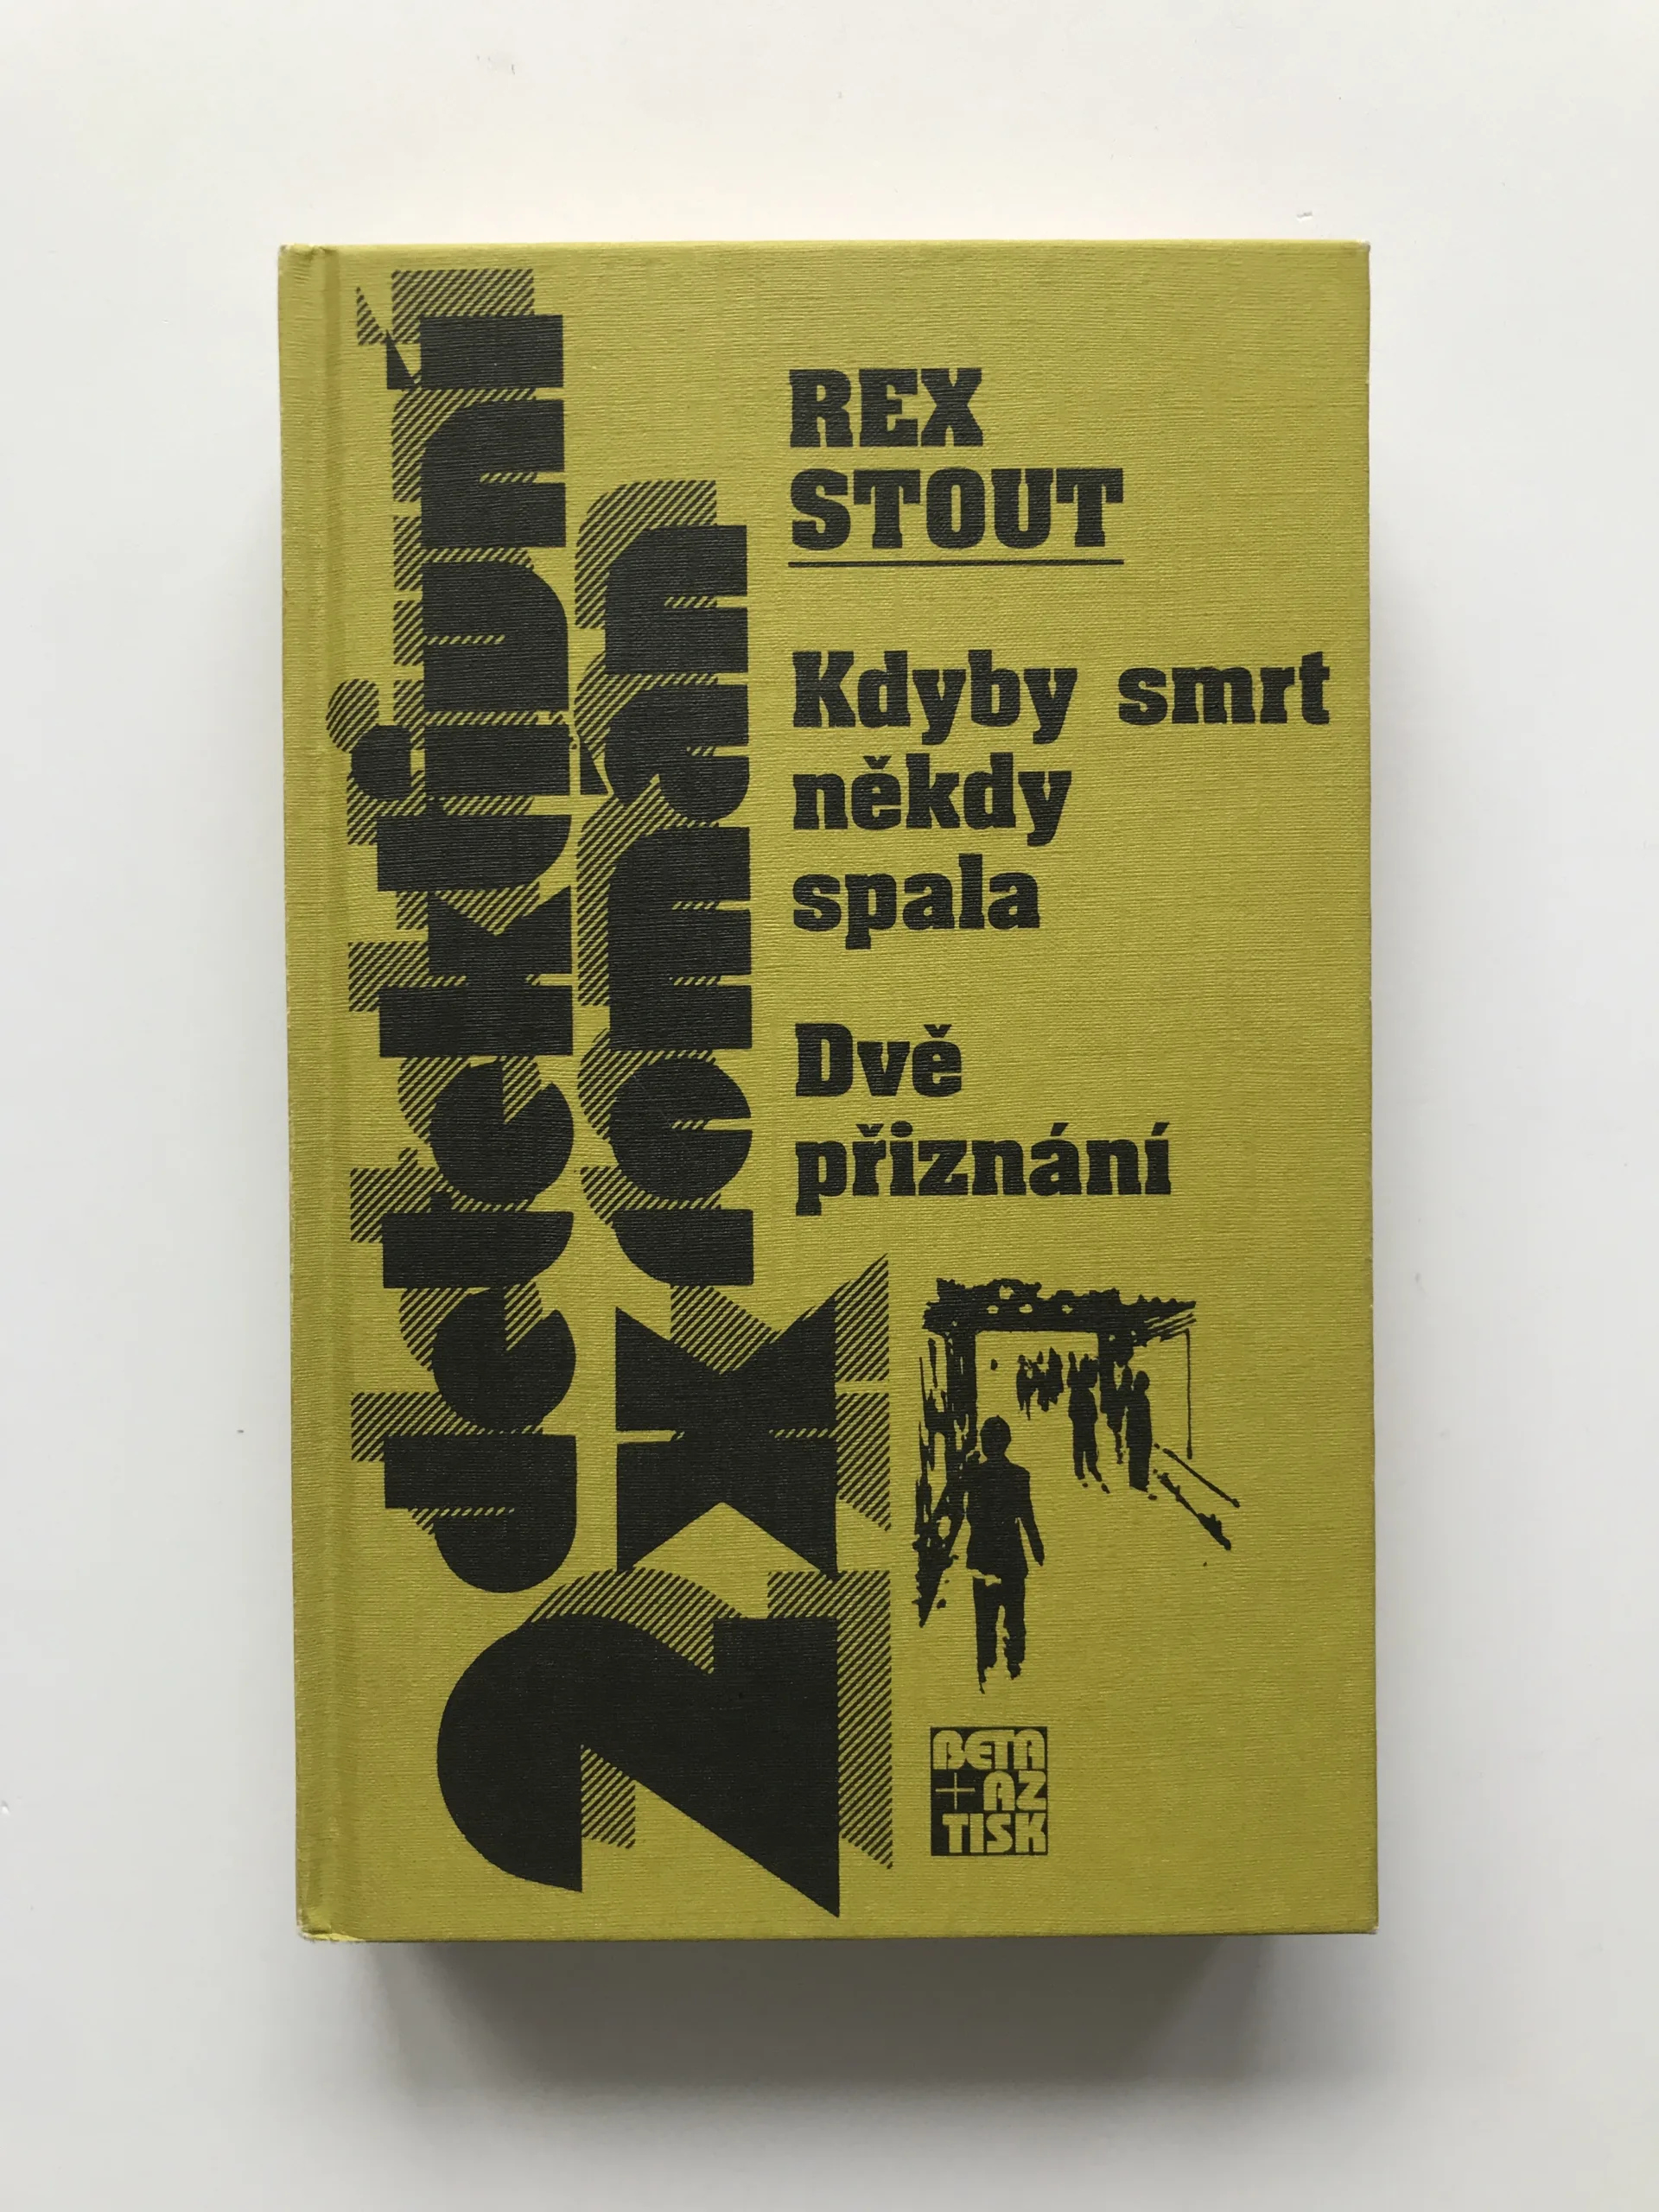 2x detektivní
román
REX
STOUT
Kdyby smrt
někdy
spala
Dvě
přiznání
BETA
+ AZ
TISK